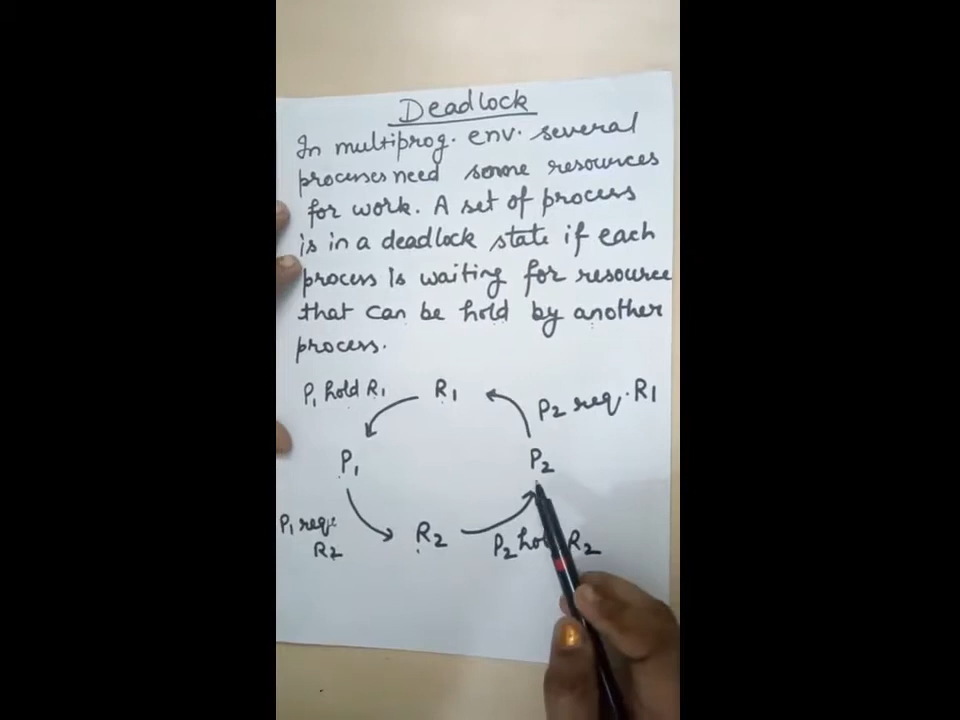 Deadlock
In multiprog. env. several
processes need some resources
for work. A set of process
is in a deadlock state if each
process is waiting for resource
that can be hold by another
process.
P1 hold R1
R1
P2 req. R1
P1
P2
P1 req.
R2
R2
P2 hold R2